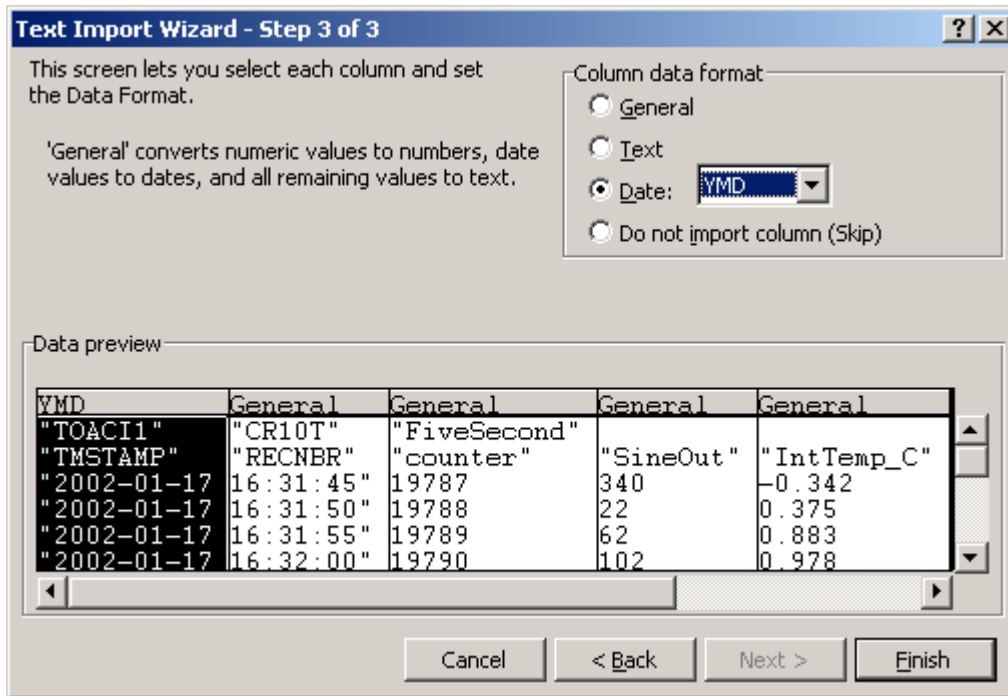 Text Import Wizard - Step 3 of 3
This screen lets you select each column and set
the Data Format.
'General' converts numeric values to numbers, date
values to dates, and all remaining values to text.
Column data format
General
Text
Date: YMD
Do not import column (Skip)
Data preview
YMD General General General General
"TOACI1" "CR10T" "FiveSecond"
"TMSTAMP" "RECNBR" "counter" "SineOut" "IntTemp_C"
"2002-01-17 16:31:45" 19787 340 -0.342
"2002-01-17 16:31:50" 19788 22 0.375
"2002-01-17 16:31:55" 19789 62 0.883
"2002-01-17 16:32:00" 19790 102 0.978
Cancel < Back Next > Finish